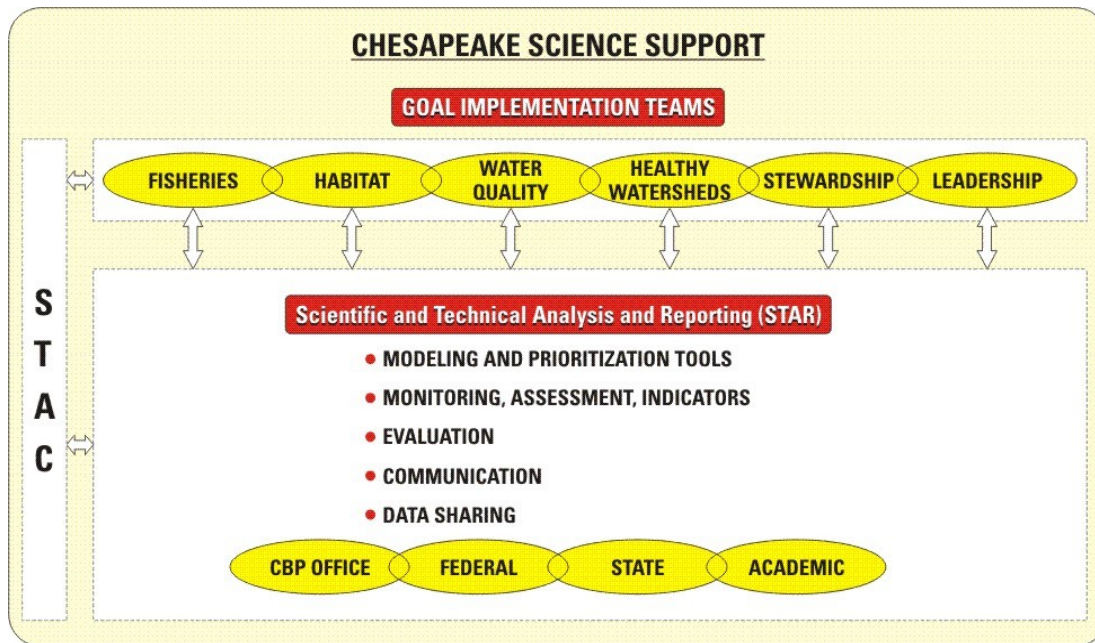 CHESAPEAKE SCIENCE SUPPORT
GOAL IMPLEMENTATION TEAMS
FISHERIES
HABITAT
WATER
QUALITY
HEALTHY
WATERSHEDS
STEWARDSHIP
LEADERSHIP
S
T
A
C
Scientific and Technical Analysis and Reporting (STAR)
• MODELING AND PRIORITIZATION TOOLS
• MONITORING, ASSESSMENT, INDICATORS
• EVALUATION
• COMMUNICATION
• DATA SHARING
CBP OFFICE
FEDERAL
STATE
ACADEMIC